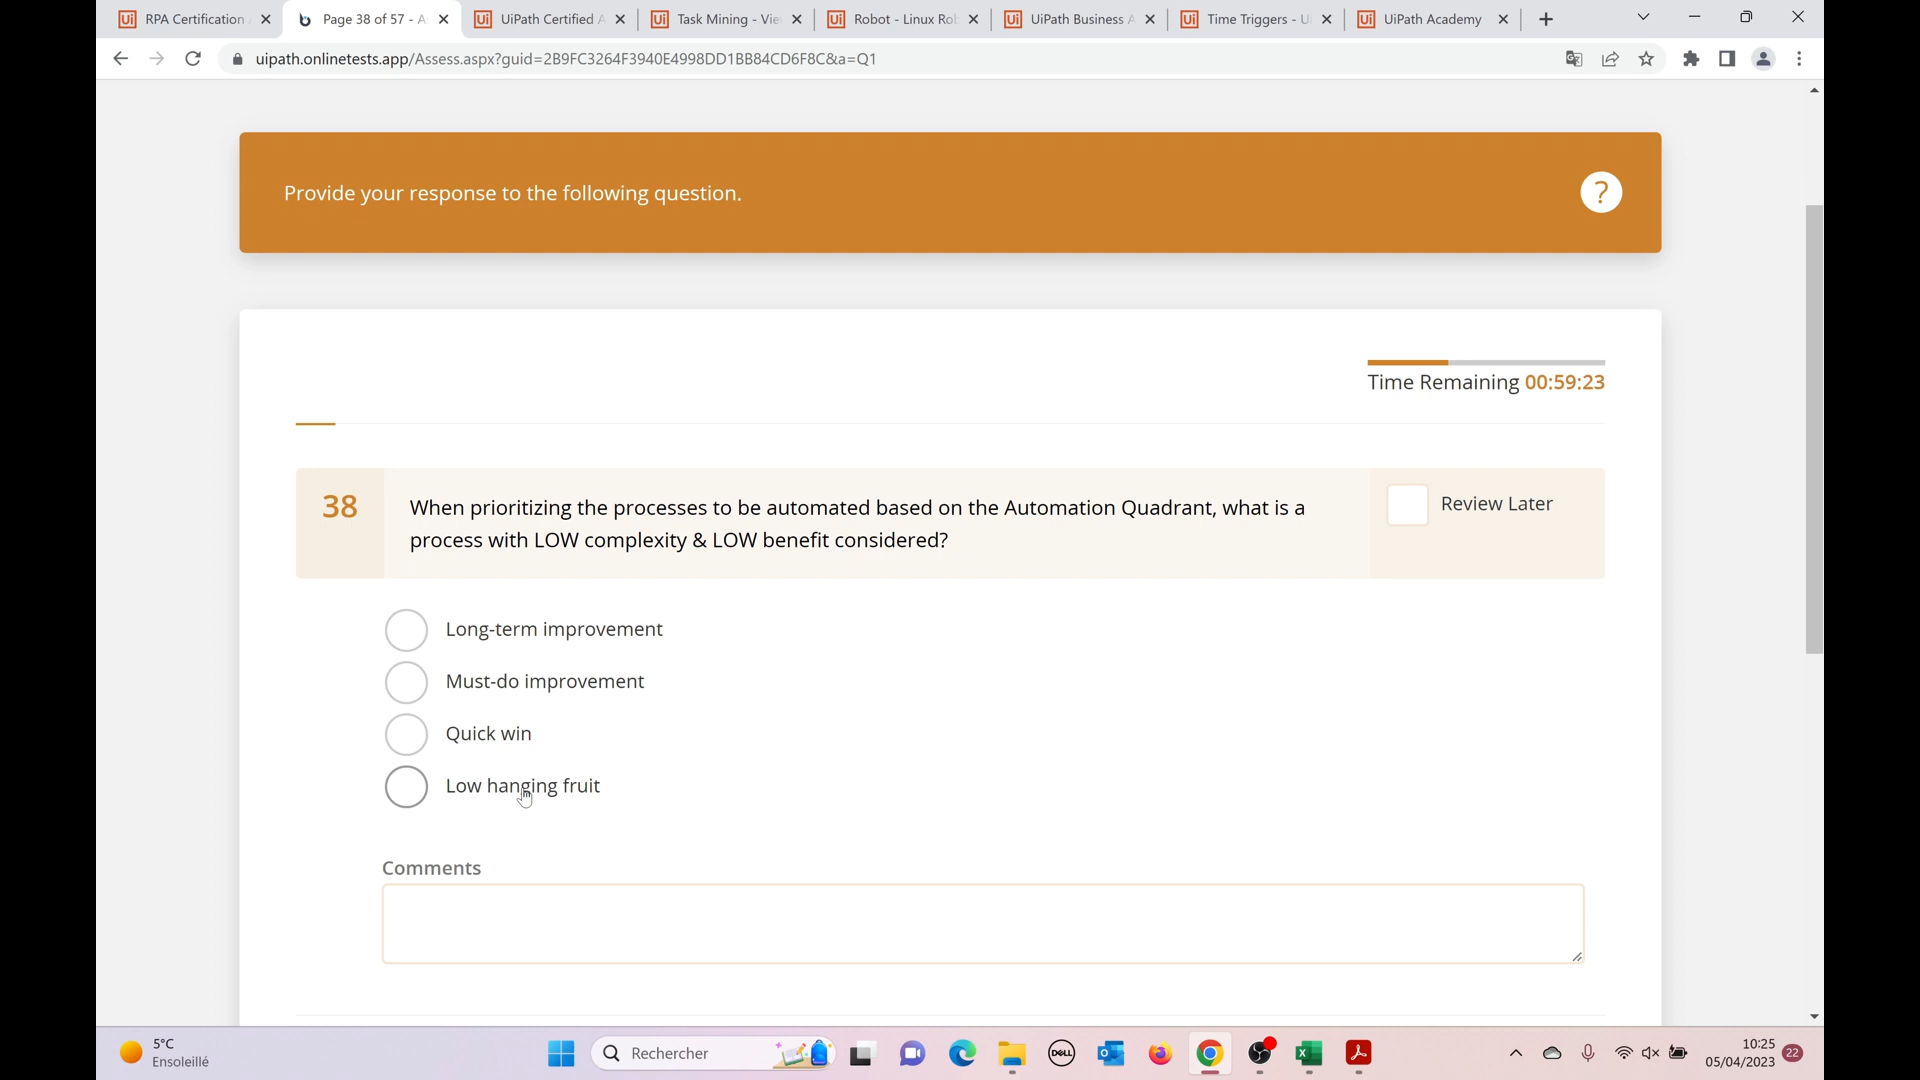 RPA Certification
Page 38 of 57 - A
UiPath Certified A
Task Mining - Vie
Robot - Linux Rob
UiPath Business A
Time Triggers - U
UiPath Academy
uipath.onlinetests.app/Assess.aspx?guid=2B9FC3264F3940E4998DD1BB84CD6F8C&a=Q1
Provide your response to the following question.
?
Time Remaining 00:59:23
38
When prioritizing the processes to be automated based on the Automation Quadrant, what is a
process with LOW complexity & LOW benefit considered?
Review Later
Long-term improvement
Must-do improvement
Quick win
Low hanging fruit
Comments
5°C
Ensoleillé
Rechercher
DELL
10:25
05/04/2023
22